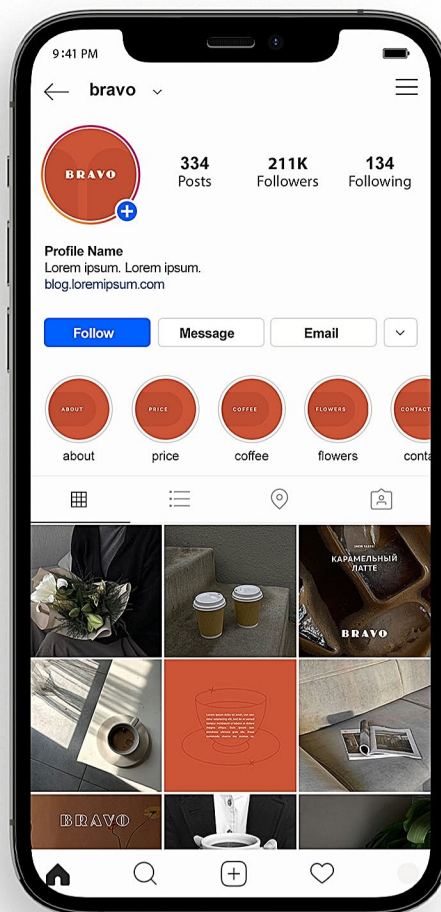 9:41 PM
bravo
BRAVO
334
Posts
211K
Followers
134
Following
Profile Name
Lorem ipsum. Lorem ipsum.
blog.loremipsum.com
Follow
Message
Email
ABOUT
PRICE
COFFEE
FLOWERS
CONTACT
about
price
coffee
flowers
conta
КАРАМЕЛЬНЫЙ
ЛАТТЕ
BRAVO
BRAVO